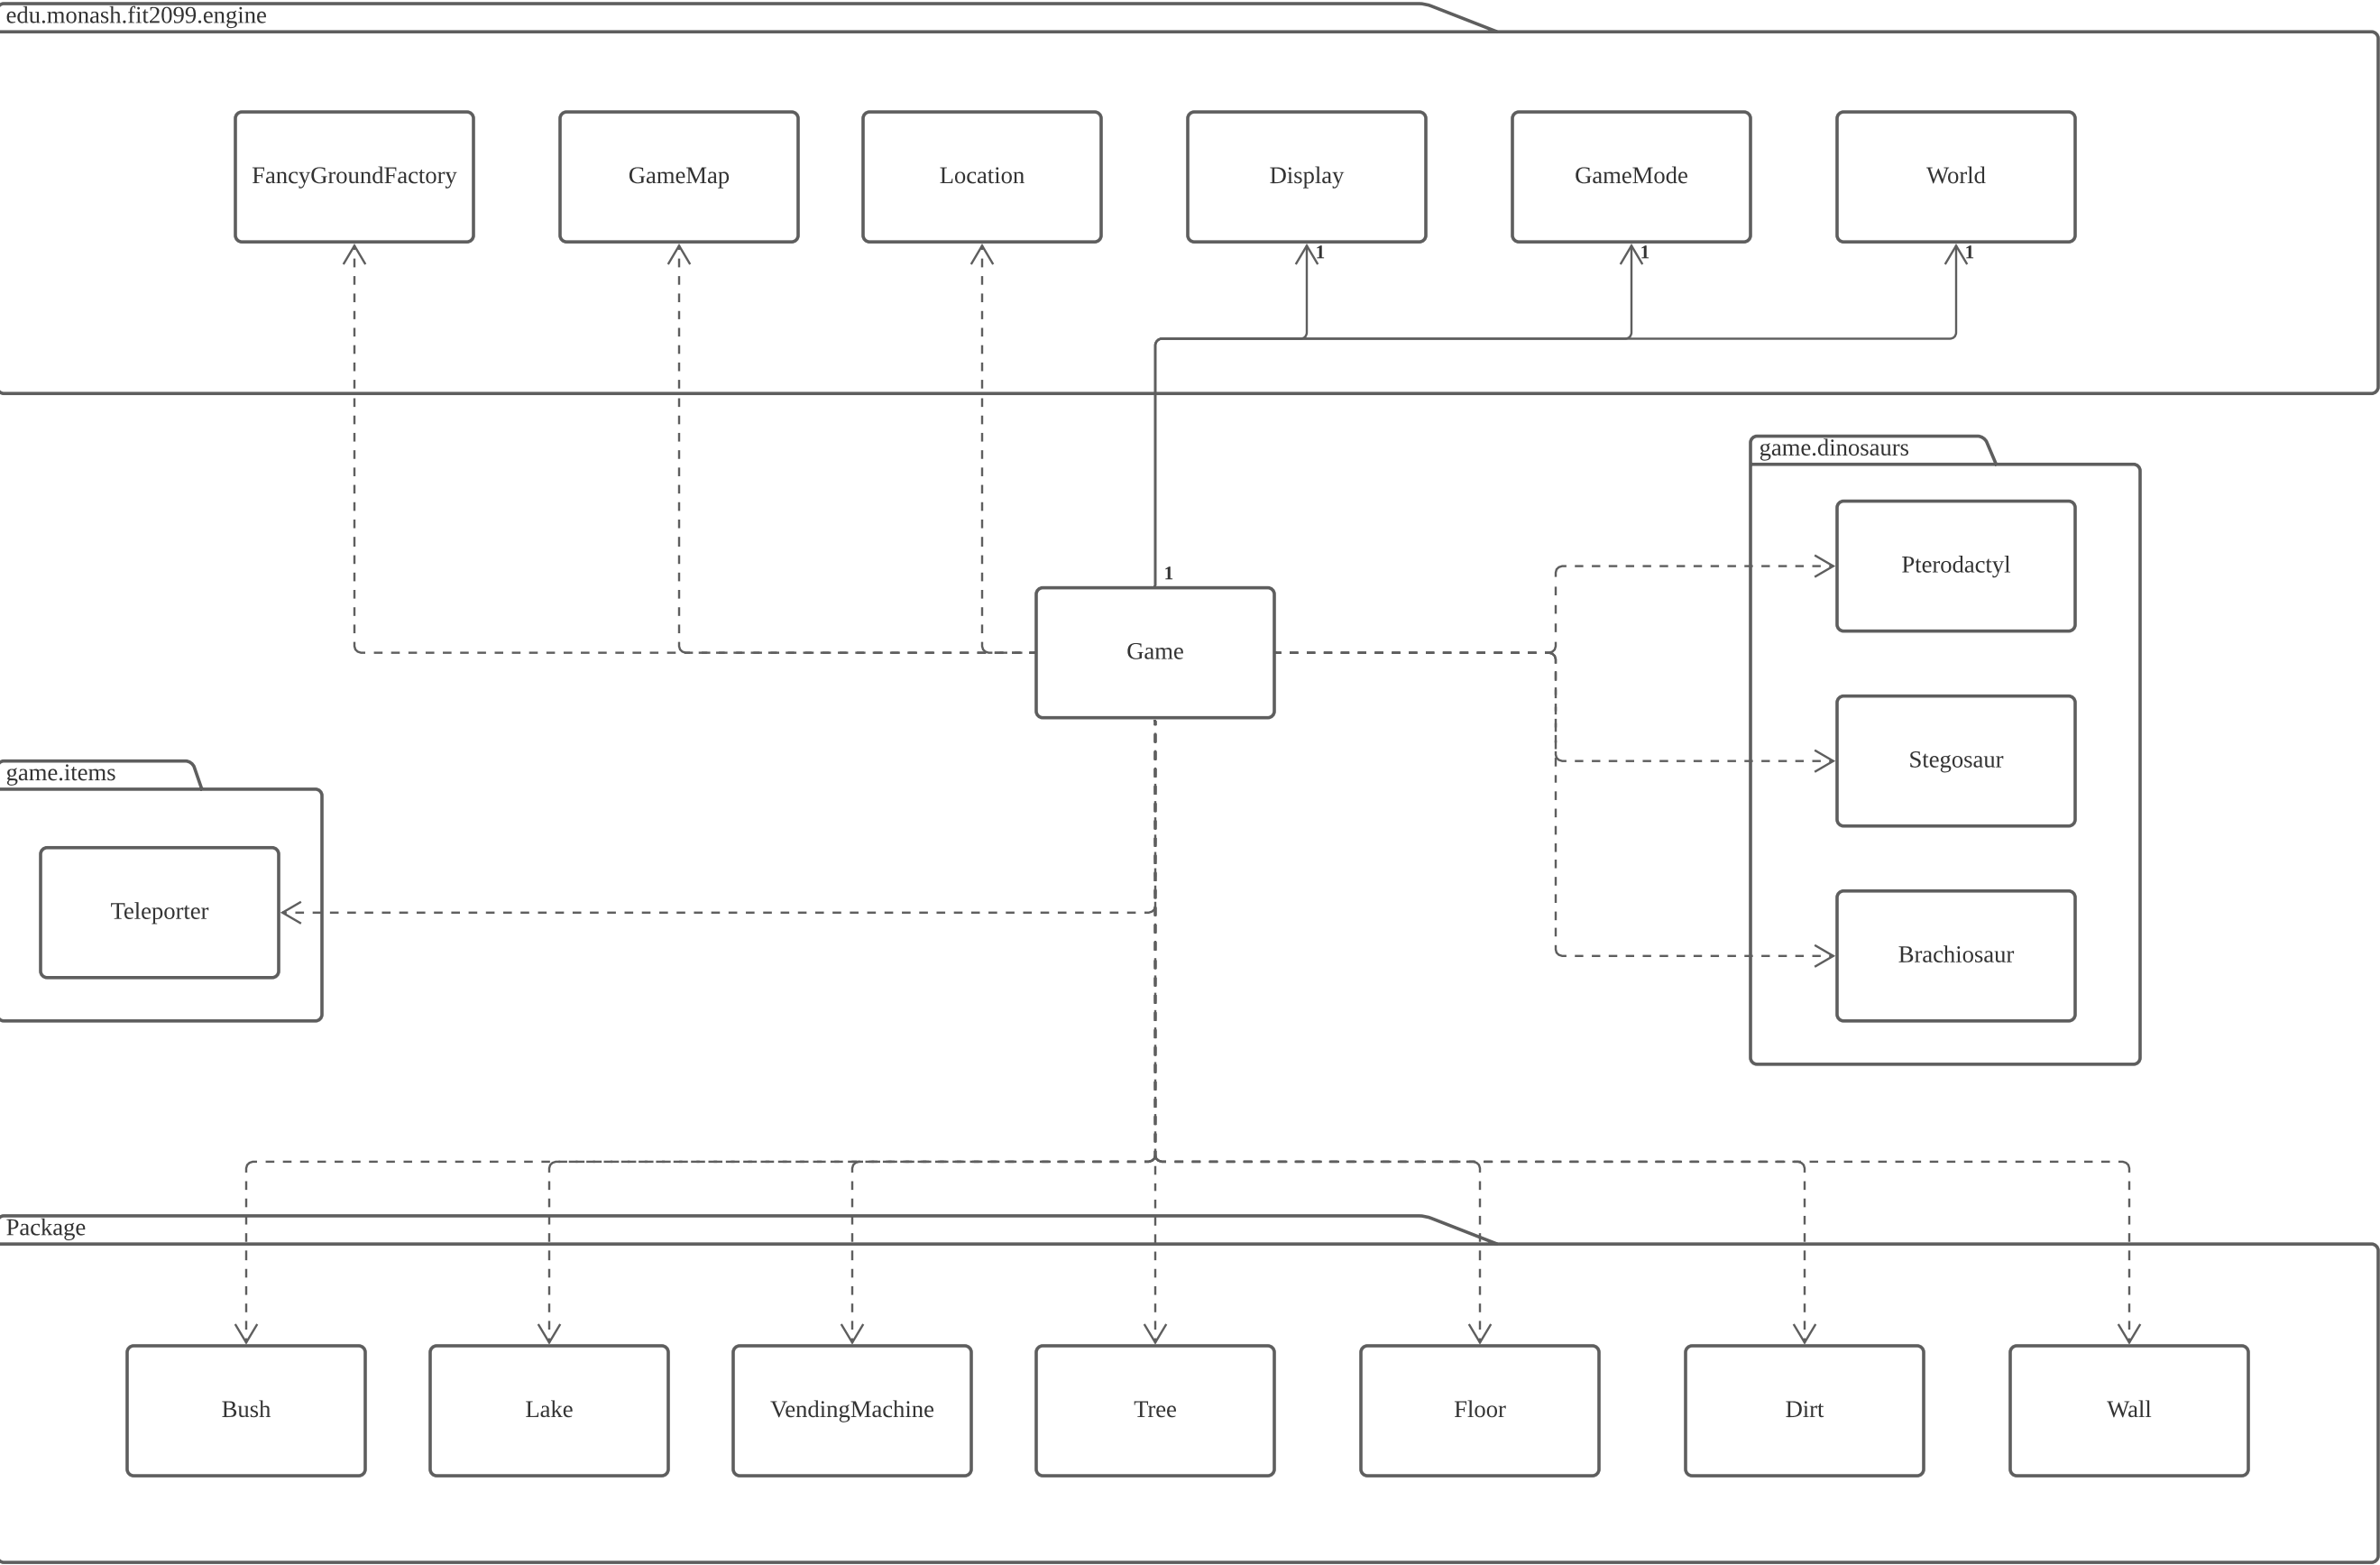 edu.monash.fit2099.engine
FancyGroundFactory
GameMap
Location
Display
GameMode
World
1
1
1
game.dinosaurs
Pterodactyl
1
Game
Stegosaur
game.items
Teleporter
Brachiosaur
Package
Bush
Lake
VendingMachine
Tree
Floor
Dirt
Wall